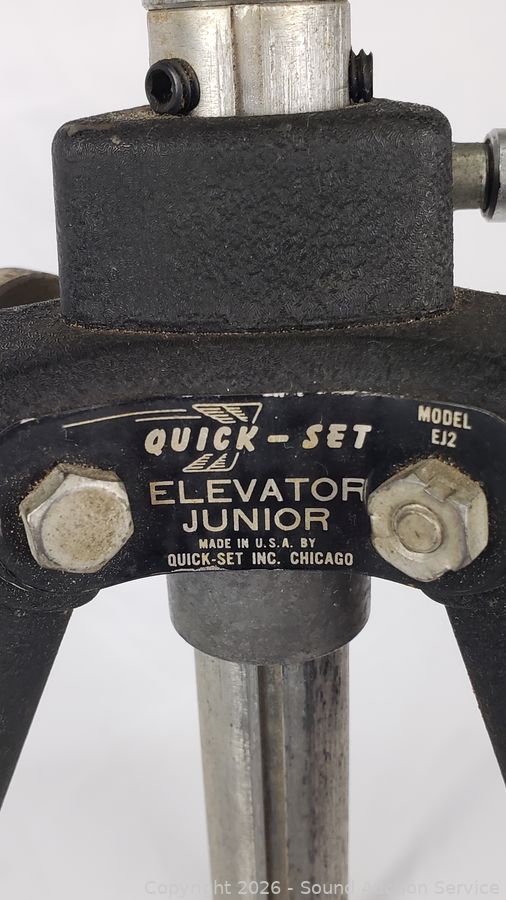 QUICK-SET
MODEL
EJ2
ELEVATOR
JUNIOR
MADE IN U.S.A. BY
QUICK-SET INC. CHICAGO
Copyright 2026 - Sound Auction Service